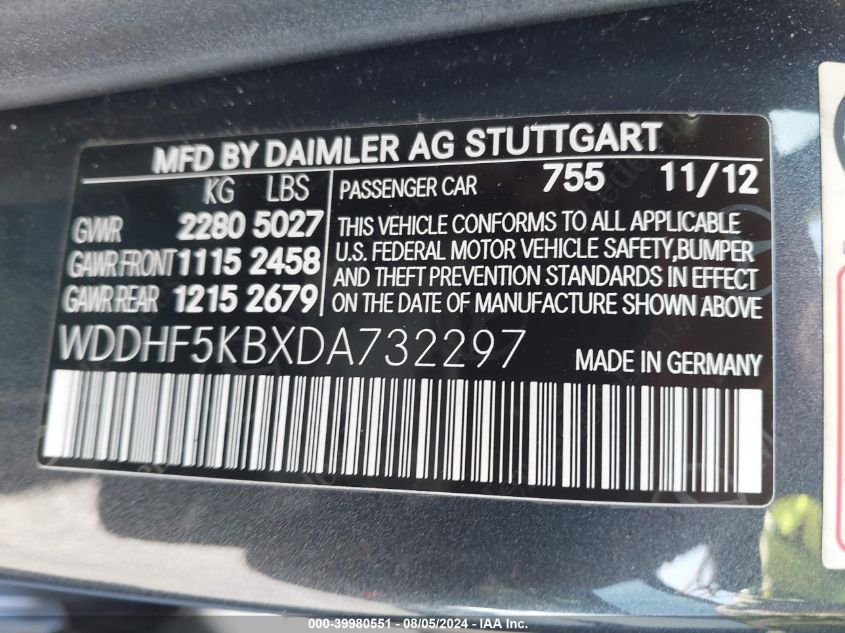 MFD BY DAIMLER AG STUTTGART
KG LBS
GVWR 2280 5027
GAWR FRONT 1115 2458
GAWR REAR 1215 2679
PASSENGER CAR 755 11/12
THIS VEHICLE CONFORMS TO ALL APPLICABLE
U.S. FEDERAL MOTOR VEHICLE SAFETY,BUMPER
AND THEFT PREVENTION STANDARDS IN EFFECT
ON THE DATE OF MANUFACTURE SHOWN ABOVE
WDDHF5KBXDA732297 MADE IN GERMANY
000-39980551 - 08/05/2024 - IAA Inc.